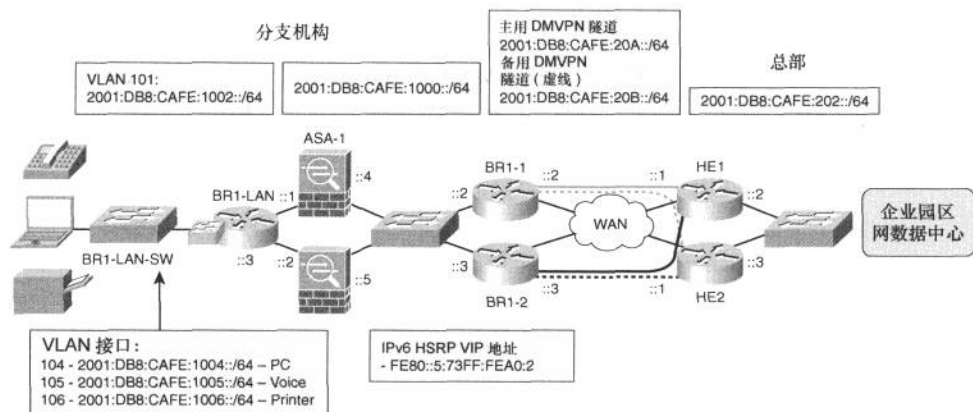 分支机构
主用 DMVPN 隧道
2001:DB8:CAFE:20A::/64
备用 DMVPN
隧道（虚线）
2001:DB8:CAFE:20B::/64
总部
VLAN 101:
2001:DB8:CAFE:1002::/64
2001:DB8:CAFE:1000::/64
2001:DB8:CAFE:202::/64
ASA-1
BR1-LAN
::1
::4
::2
BR1-1
::2
::1
HE1
::2
WAN
企业园区
网数据中心
BR1-LAN-SW
::3
::2
::5
::3
BR1-2
::3
::1
HE2
::3
VLAN 接口：
104 - 2001:DB8:CAFE:1004::/64 – PC
105 - 2001:DB8:CAFE:1005::/64 – Voice
106 - 2001:DB8:CAFE:1006::/64 – Printer
IPv6 HSRP VIP 地址
- FE80::5:73FF:FEA0:2